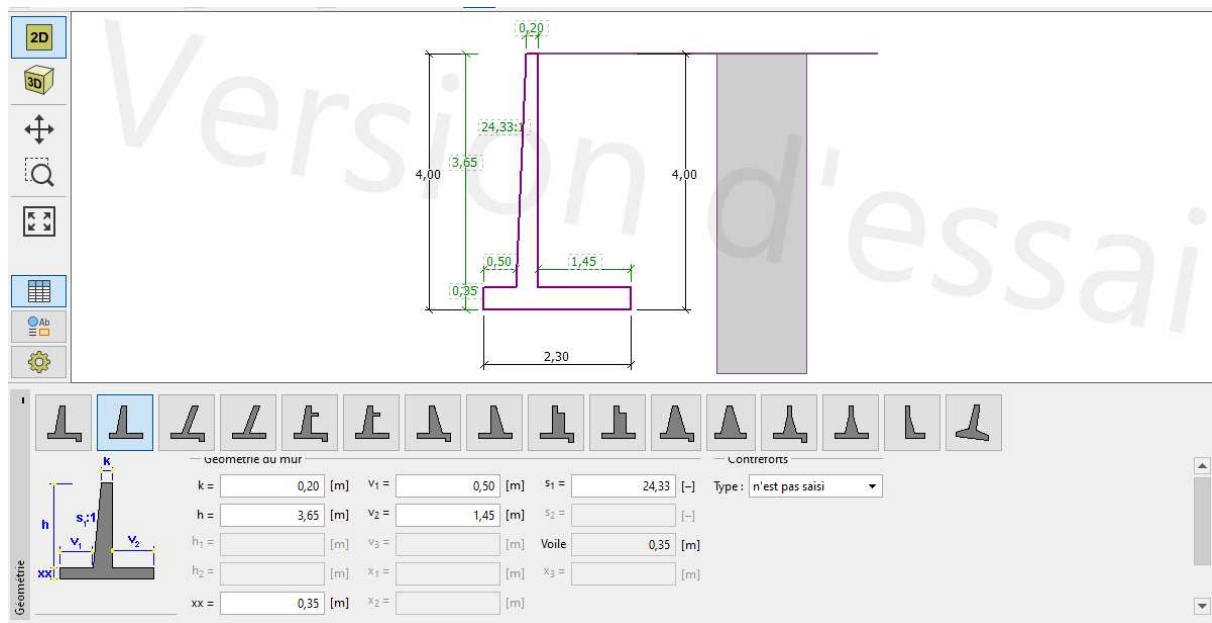 2D
0,20
3D
Version d'essai
24,33:1
3,65
4,00
4,00
0,50
1,45
0,35
2,30
Ab
Géométrie du mur
Contreforts
k
k =
0,20
[m]
v₁ =
0,50
[m]
s₁ =
24,33
[–]
Type :
n'est pas saisi
h
s₁:1
h =
3,65
[m]
v₂ =
1,45
[m]
s₂ =
[–]
v₁
v₂
h₁ =
[m]
v₃ =
[m]
Voile
0,35
[m]
xx
h₂ =
[m]
x₁ =
[m]
x₃ =
[m]
xx =
0,35
[m]
x₂ =
[m]
Géométrie